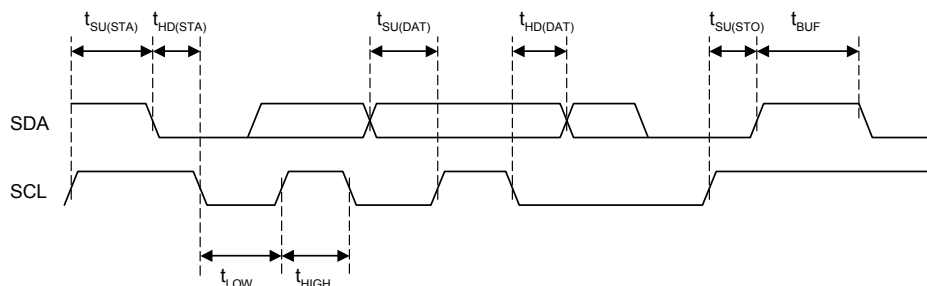 tSU(STA) tHD(STA) tSU(DAT) tHD(DAT) tSU(STO) tBUF
SDA
SCL
tLOW tHIGH